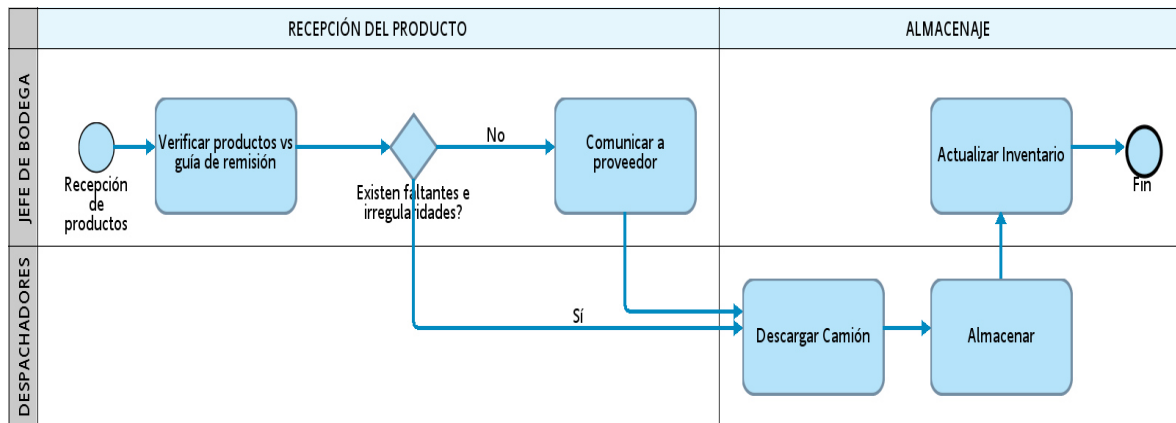 RECEPCIÓN DEL PRODUCTO
ALMACENAJE
JEFE DE BODEGA
Recepción
de
productos
Verificar productos vs
guía de remisión
Existen faltantes e
irregularidades?
No
Comunicar a
proveedor
Actualizar Inventario
Fin
DESPACHADORES
Sí
Descargar Camión
Almacenar